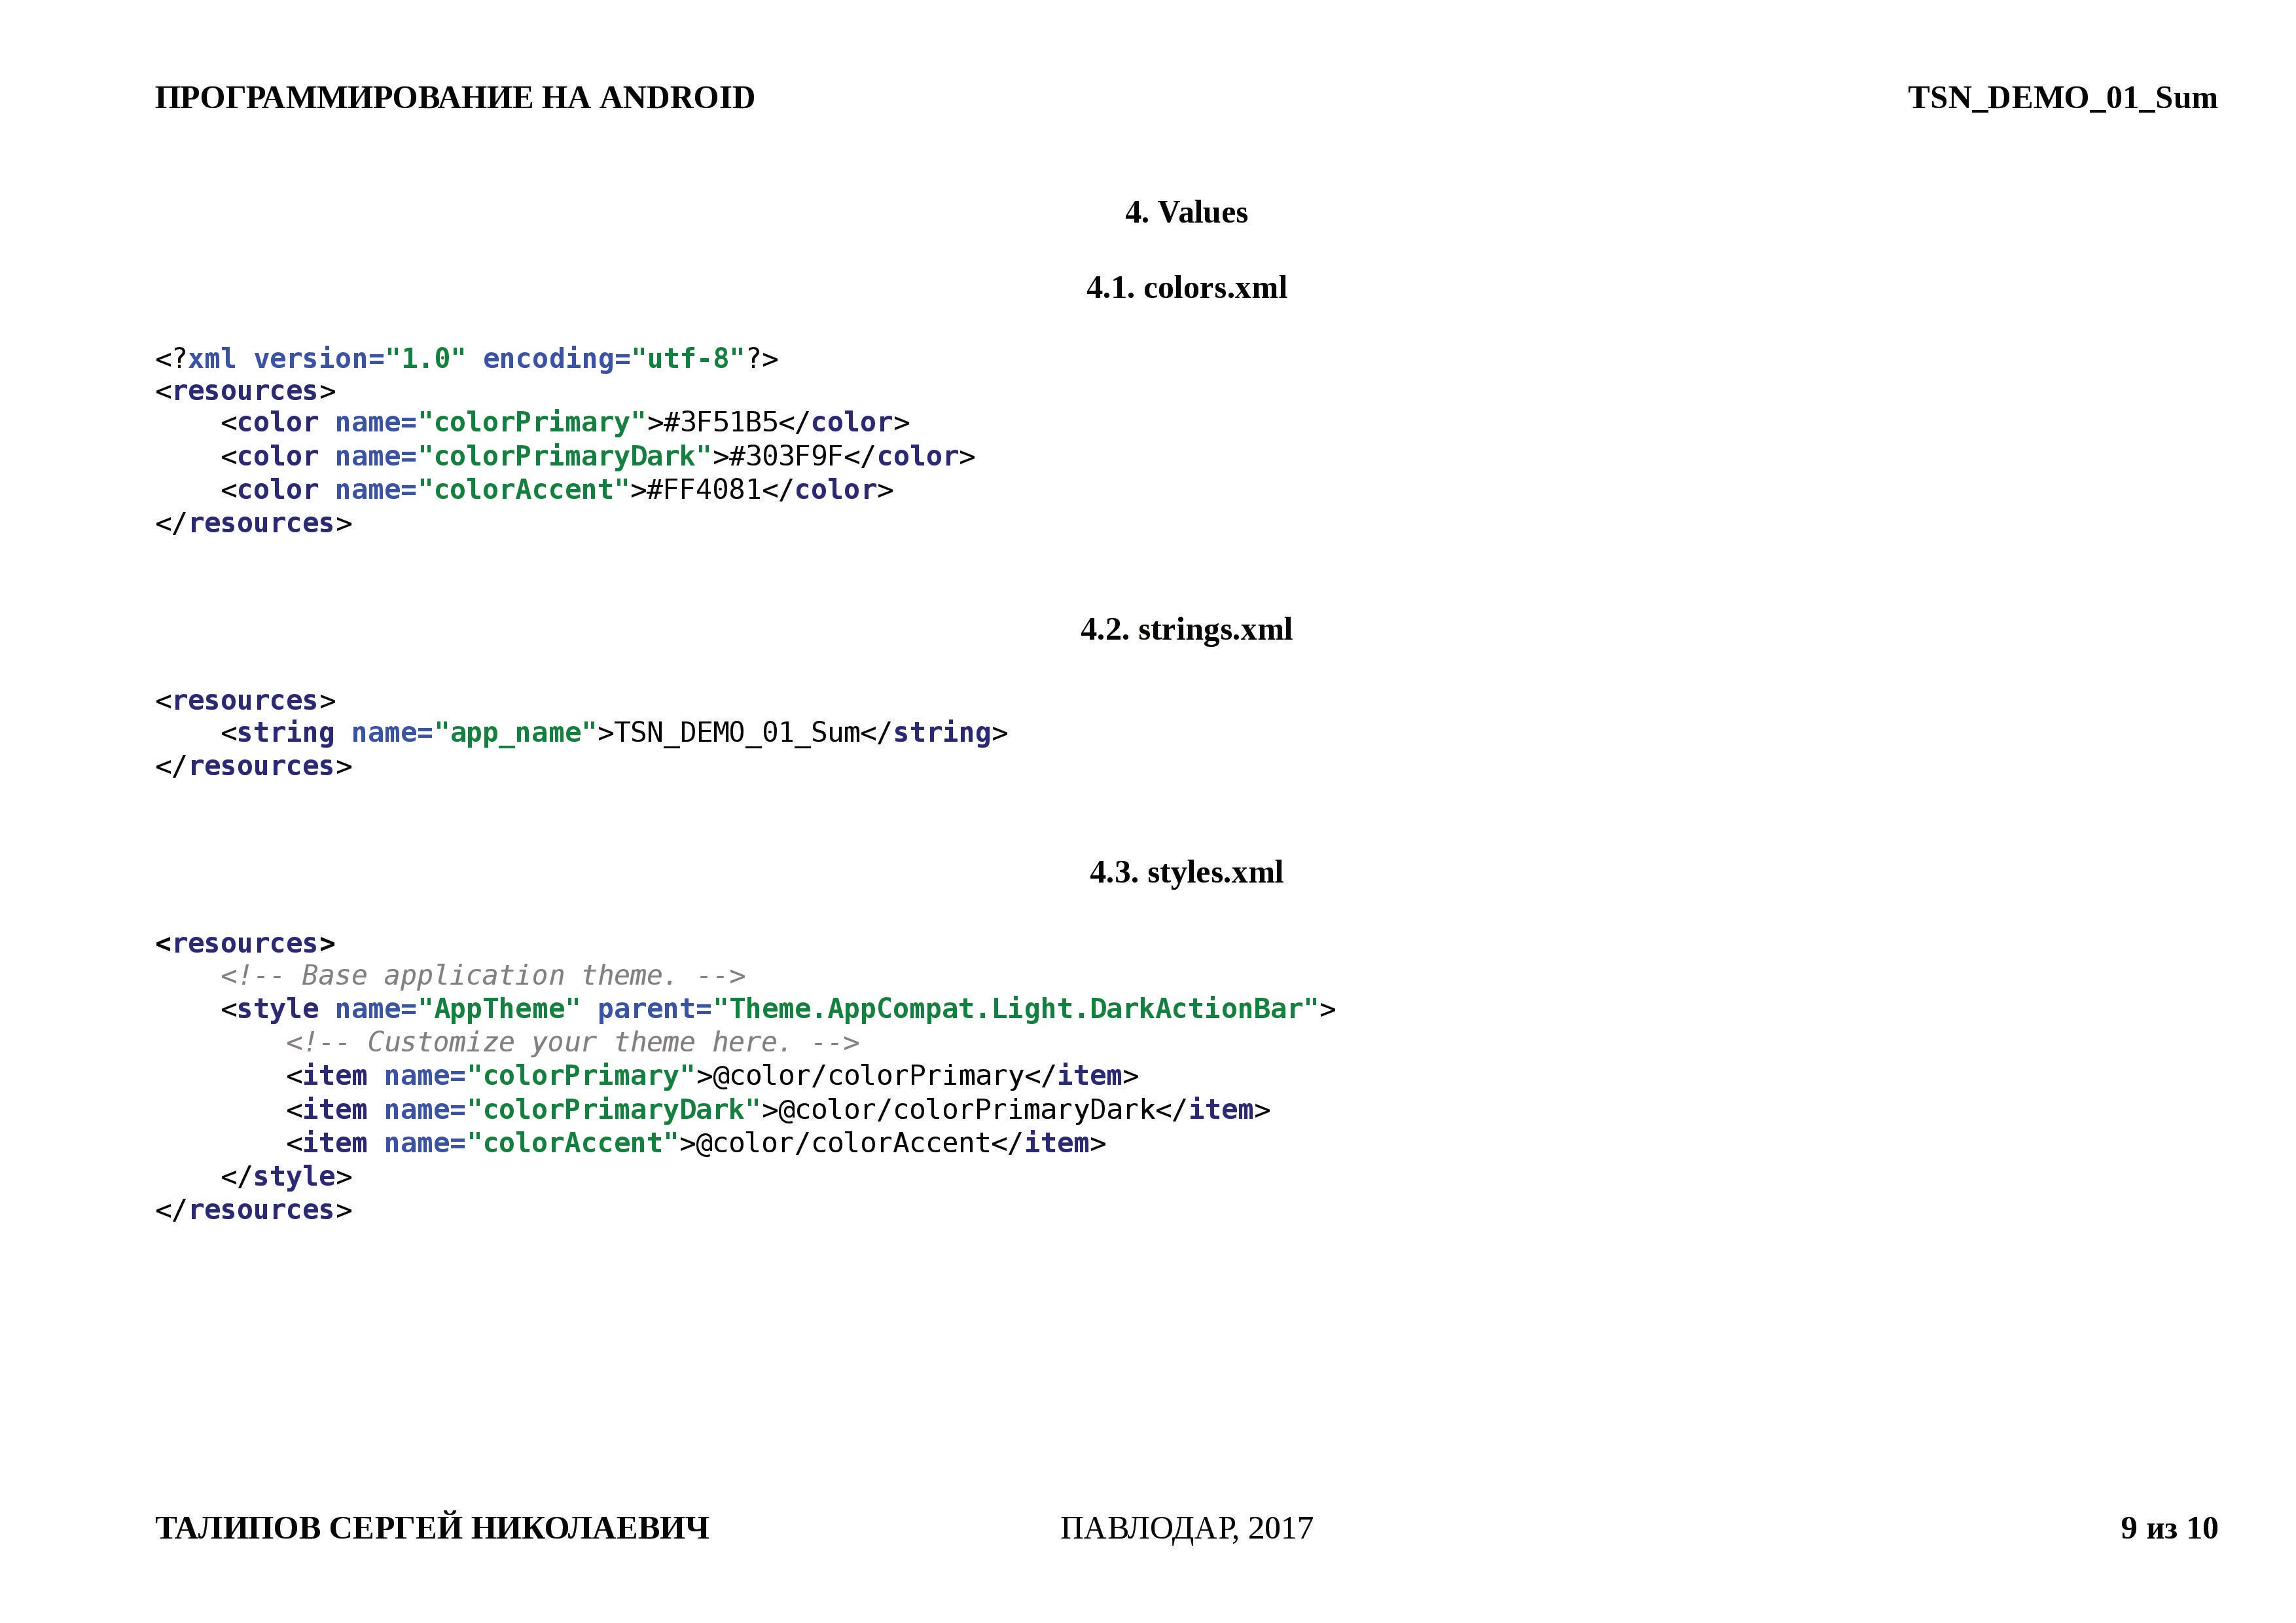 ПРОГРАММИРОВАНИЕ НА ANDROID TSN_DEMO_01_Sum
4. Values
4.1. colors.xml
<?xml version="1.0" encoding="utf-8"?>
<resources>
    <color name="colorPrimary">#3F51B5</color>
    <color name="colorPrimaryDark">#303F9F</color>
    <color name="colorAccent">#FF4081</color>
</resources>
4.2. strings.xml
<resources>
    <string name="app_name">TSN_DEMO_01_Sum</string>
</resources>
4.3. styles.xml
<resources>
    <!-- Base application theme. -->
    <style name="AppTheme" parent="Theme.AppCompat.Light.DarkActionBar">
        <!-- Customize your theme here. -->
        <item name="colorPrimary">@color/colorPrimary</item>
        <item name="colorPrimaryDark">@color/colorPrimaryDark</item>
        <item name="colorAccent">@color/colorAccent</item>
    </style>
</resources>
ТАЛИПОВ СЕРГЕЙ НИКОЛАЕВИЧ ПАВЛОДАР, 2017 9 из 10